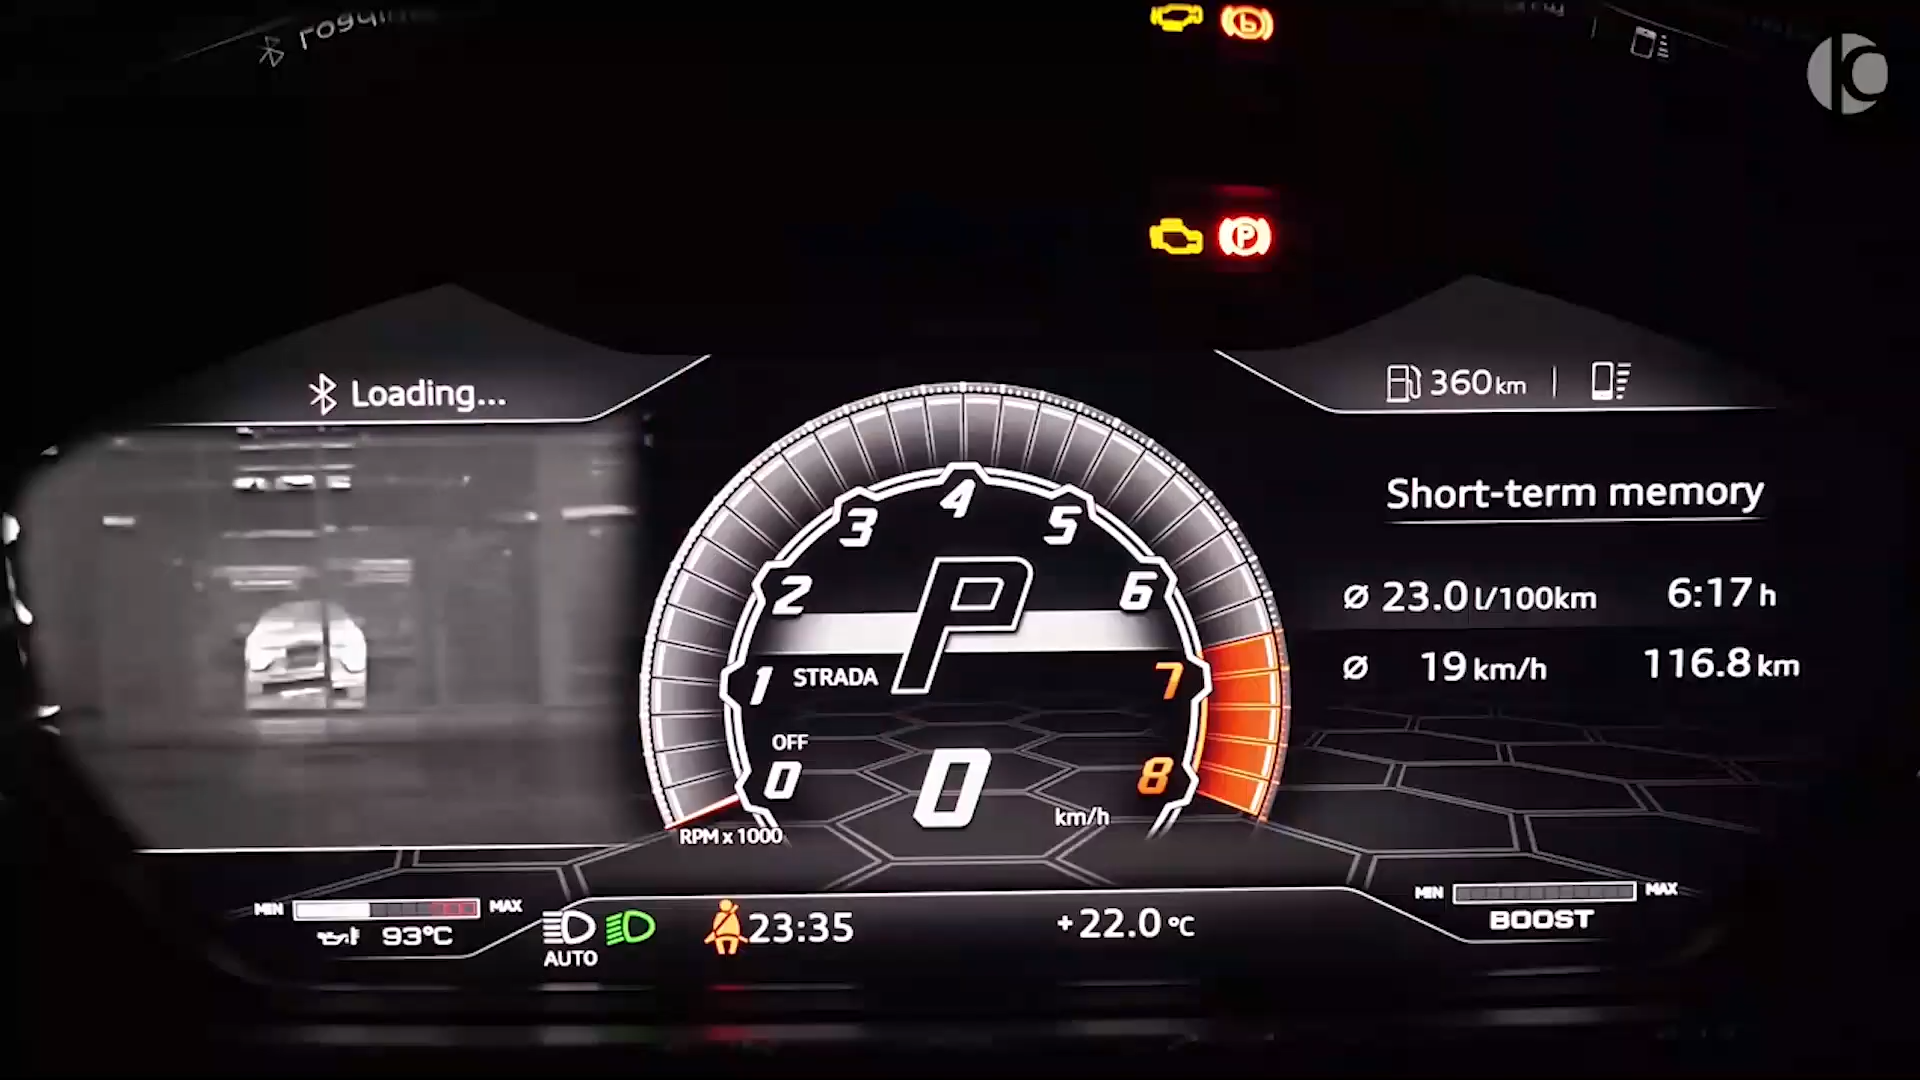 Loading...
360 km
Short-term memory
ø 23.0 l/100km 6:17 h
ø 19 km/h 116.8 km
P
STRADA
OFF
0 1 2 3 4 5 6 7 8
0 km/h
RPM x 1000
MIN MAX
93°C
AUTO
23:35
+22.0 °C
MIN MAX
BOOST